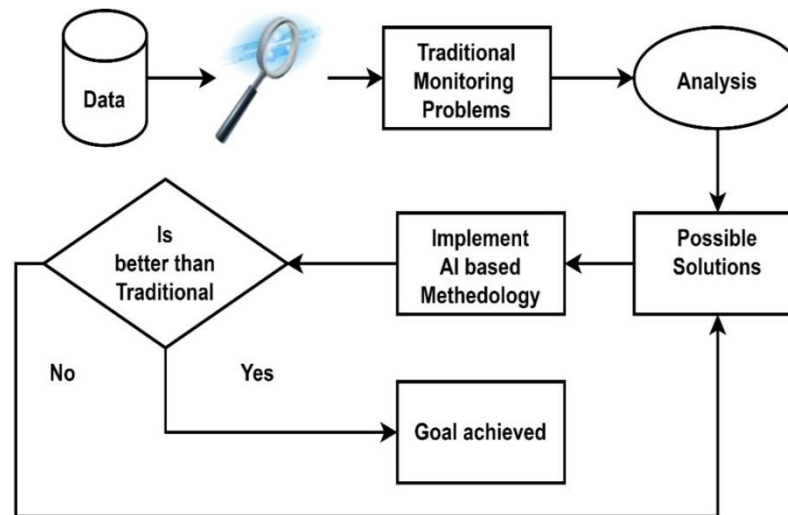 Data
Traditional
Monitoring
Problems
Analysis
Is
better than
Traditional
Implement
AI based
Methedology
Possible
Solutions
No
Yes
Goal achieved